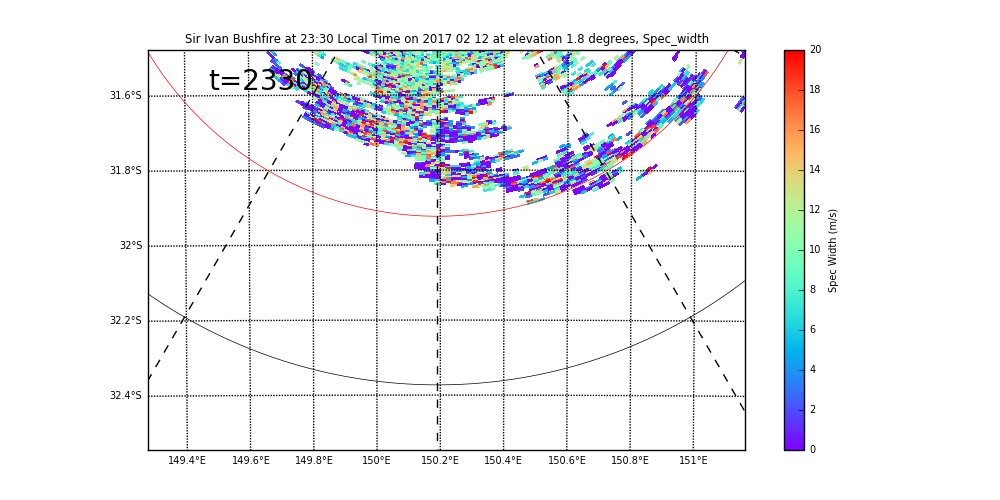 Sir Ivan Bushfire at 23:30 Local Time on 2017 02 12 at elevation 1.8 degrees, Spec_width
t=2330
31.6°S
31.8°S
32°S
32.2°S
32.4°S
149.4°E 149.6°E 149.8°E 150°E 150.2°E 150.4°E 150.6°E 150.8°E 151°E
20
18
16
14
12
10
8
6
4
2
0
Spec Width (m/s)